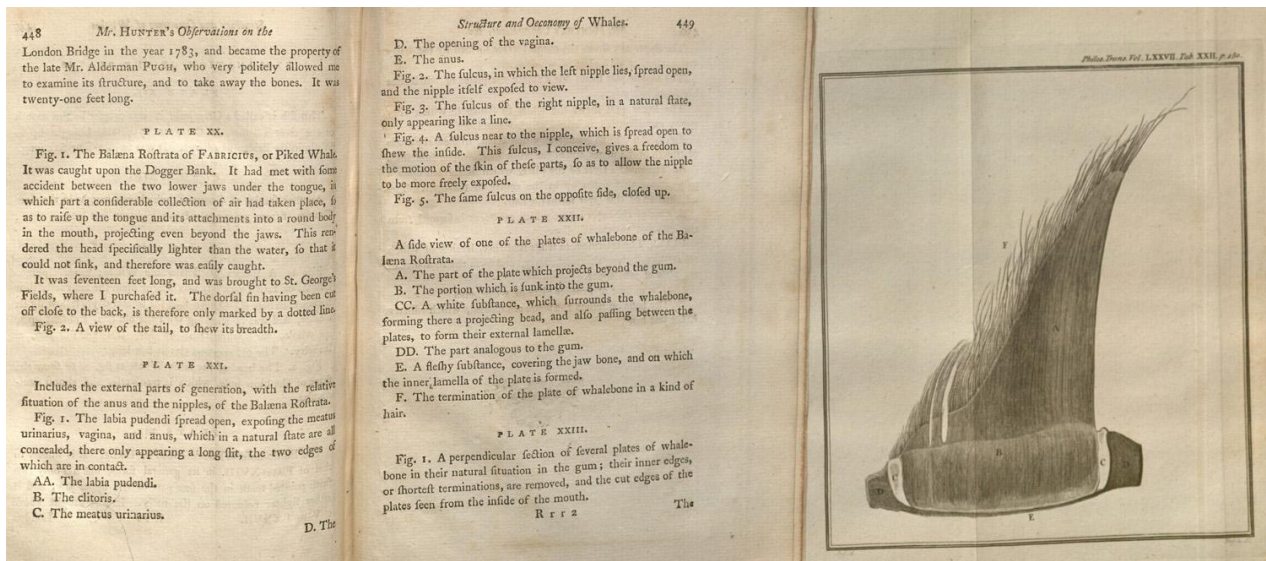 448 Mr. HUNTER's Obſervations on the
London Bridge in the year 1783, and became the property of
the late Mr. Alderman PUGH, who very politely allowed me
to examine its ſtructure, and to take away the bones. It was
twenty-one feet long.
PLATE XX.
Fig. 1. The Balæna Roſtrata of FABRICIUS, or Piked Whale.
It was caught upon the Dogger Bank. It had met with ſome
accident between the two lower jaws under the tongue, in
which part a conſiderable collection of air had taken place, ſo
as to raiſe up the tongue and its attachments into a round body
in the mouth, projecting even beyond the jaws. This ren-
dered the head ſpecifically lighter than the water, ſo that it
could not ſink, and therefore was eaſily caught.
It was ſeventeen feet long, and was brought to St. George's
Fields, where I purchaſed it. The dorſal fin having been cut
off cloſe to the back, is therefore only marked by a dotted line.
Fig. 2. A view of the tail, to ſhew its breadth.
PLATE XXI.
Includes the external parts of generation, with the relative
ſituation of the anus and the nipples, of the Balæna Roſtrata.
Fig. 1. The labia pudendi ſpread open, expoſing the meatus
urinarius, vagina, and anus, which in a natural ſtate are all
concealed, there only appearing a long ſlit, the two edges of
which are in contact.
AA. The labia pudendi.
B. The clitoris.
C. The meatus urinarius.
D. The
Structure and Oeconomy of Whales. 449
D. The opening of the vagina.
E. The anus.
Fig. 2. The ſulcus, in which the left nipple lies, ſpread open,
and the nipple itſelf expoſed to view.
Fig. 3. The ſulcus of the right nipple, in a natural ſtate,
only appearing like a line.
Fig. 4. A ſulcus near to the nipple, which is ſpread open to
ſhew the inſide. This ſulcus, I conceive, gives a freedom to
the motion of the ſkin of theſe parts, ſo as to allow the nipple
to be more freely expoſed.
Fig. 5. The ſame ſulcus on the oppoſite ſide, cloſed up.
PLATE XXII.
A ſide view of one of the plates of whalebone of the Ba-
læna Roſtrata.
A. The part of the plate which projects beyond the gum.
B. The portion which is ſunk into the gum.
CC. A white ſubſtance, which ſurrounds the whalebone,
forming there a projecting bead, and alſo paſſing between the
plates, to form their external lamellæ.
DD. The part analogous to the gum.
E. A fleſhy ſubſtance, covering the jaw bone, and on which
the inner lamella of the plate is formed.
F. The termination of the plate of whalebone in a kind of
hair.
PLATE XXIII.
Fig. 1. A perpendicular ſection of ſeveral plates of whale-
bone in their natural ſituation in the gum; their inner edges,
or ſhorteſt terminations, are removed, and the cut edges of the
plates ſeen from the inſide of the mouth.
Rrr2 The
Philos. Trans. Vol. LXXVII. Tab. XXII. p.
F
A
B
C
C
D
E